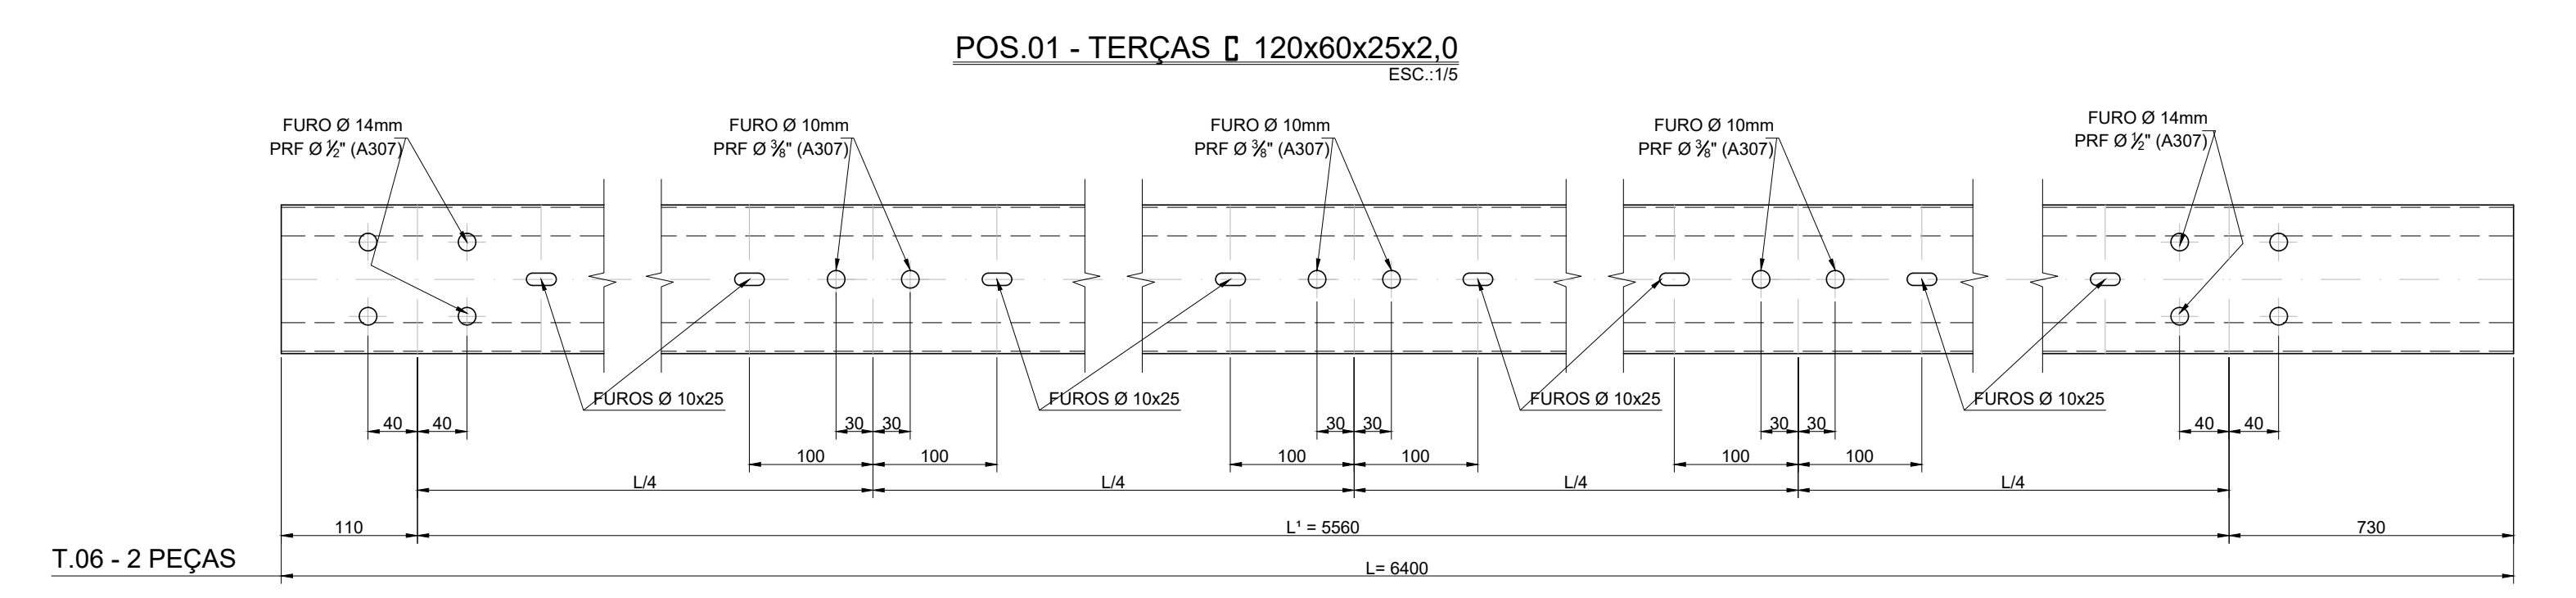 POS.01 - TERÇAS C 120x60x25x2,0
ESC.:1/5
FURO Ø 14mm
PRF Ø ½" (A307)
FURO Ø 10mm
PRF Ø ⅜" (A307)
FURO Ø 10mm
PRF Ø ⅜" (A307)
FURO Ø 10mm
PRF Ø ⅜" (A307)
FURO Ø 14mm
PRF Ø ½" (A307)
FUROS Ø 10x25
FUROS Ø 10x25
FUROS Ø 10x25
FUROS Ø 10x25
40 40 30 30 30 30 30 30 40 40
100 100 100 100 100 100
L/4 L/4 L/4 L/4
110 L¹ = 5560 730
T.06 - 2 PEÇAS
L= 6400